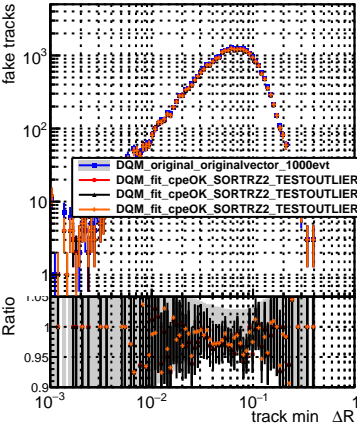 fake tracks
10³
10²
10
1
DQM_original_originalvector_1000evt
DQM_fit_cpeOK_SORTRZ2_TESTOUTLIER
DQM_fit_cpeOK_SORTRZ2_TESTOUTLIER
DQM_fit_cpeOK_SORTRZ2_TESTOUTLIER
Ratio
1.05
1
0.95
0.9
10⁻³ 10⁻² 10⁻¹ 1
track min ΔR